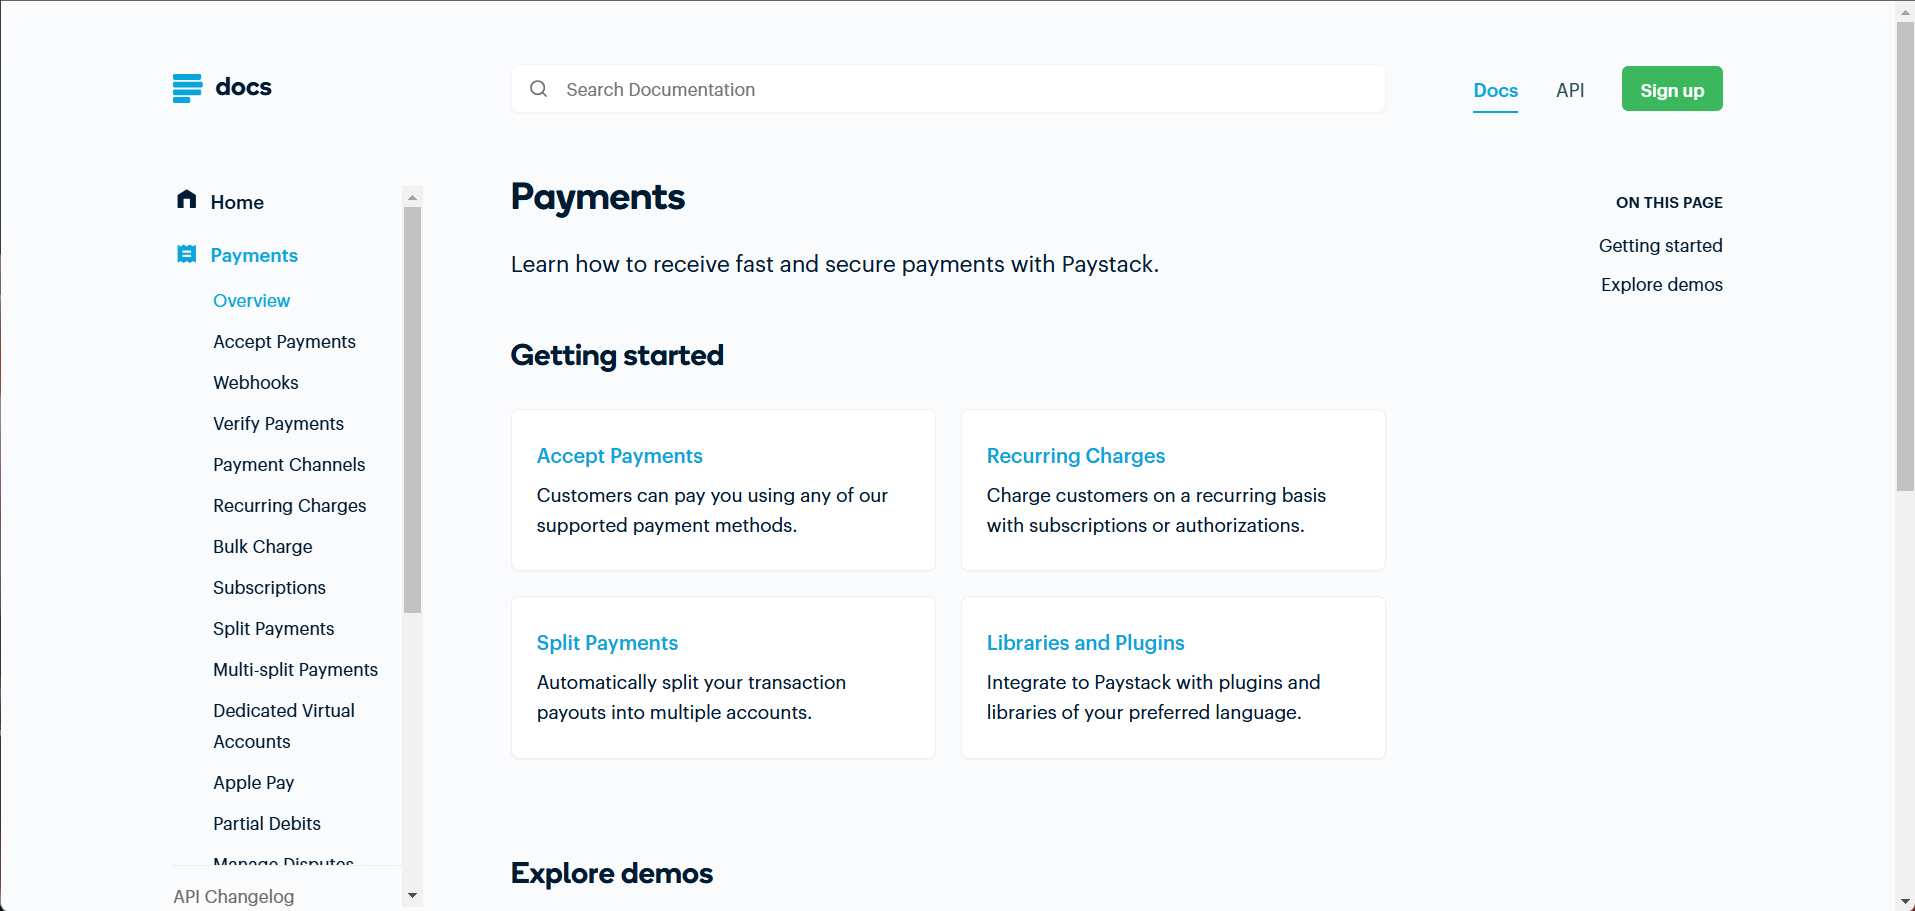 docs
Search Documentation
Docs
API
Sign up
Home
Payments
Overview
Accept Payments
Webhooks
Verify Payments
Payment Channels
Recurring Charges
Bulk Charge
Subscriptions
Split Payments
Multi-split Payments
Dedicated Virtual
Accounts
Apple Pay
Partial Debits
Manage Disputes
API Changelog
Payments
Learn how to receive fast and secure payments with Paystack.
Getting started
Accept Payments
Customers can pay you using any of our
supported payment methods.
Recurring Charges
Charge customers on a recurring basis
with subscriptions or authorizations.
Split Payments
Automatically split your transaction
payouts into multiple accounts.
Libraries and Plugins
Integrate to Paystack with plugins and
libraries of your preferred language.
Explore demos
ON THIS PAGE
Getting started
Explore demos